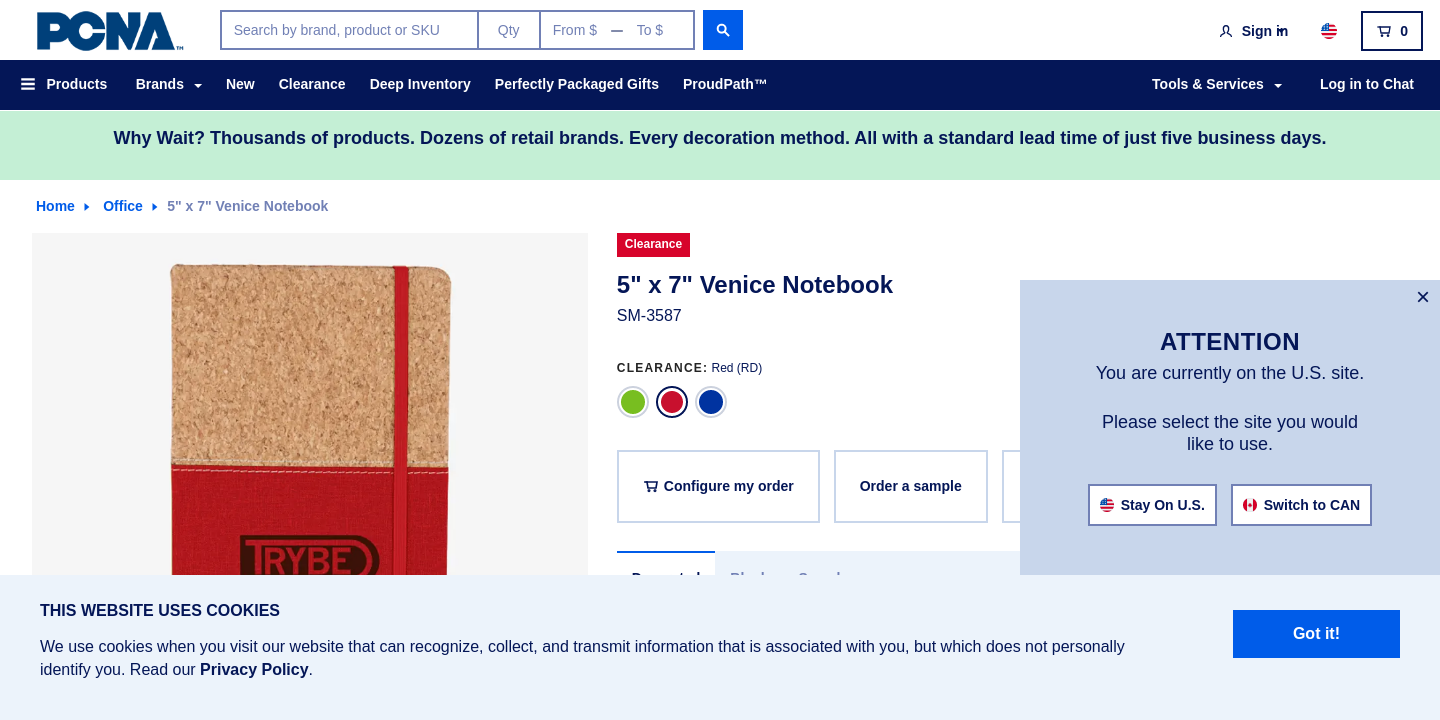 PCNA™
Search by brand, product or SKU
Qty
From $ — To $
Sign in
0
Products
Brands
New
Clearance
Deep Inventory
Perfectly Packaged Gifts
ProudPath™
Tools & Services
Log in to Chat
Why Wait? Thousands of products. Dozens of retail brands. Every decoration method. All with a standard lead time of just five business days.
Home
Office
5" x 7" Venice Notebook
TRYBE
Clearance
5" x 7" Venice Notebook
SM-3587
CLEARANCE: Red (RD)
Configure my order
Order a sample
ATTENTION
You are currently on the U.S. site.
Please select the site you would
like to use.
Stay On U.S.
Switch to CAN
THIS WEBSITE USES COOKIES
We use cookies when you visit our website that can recognize, collect, and transmit information that is associated with you, but which does not personally
identify you. Read our Privacy Policy.
Got it!